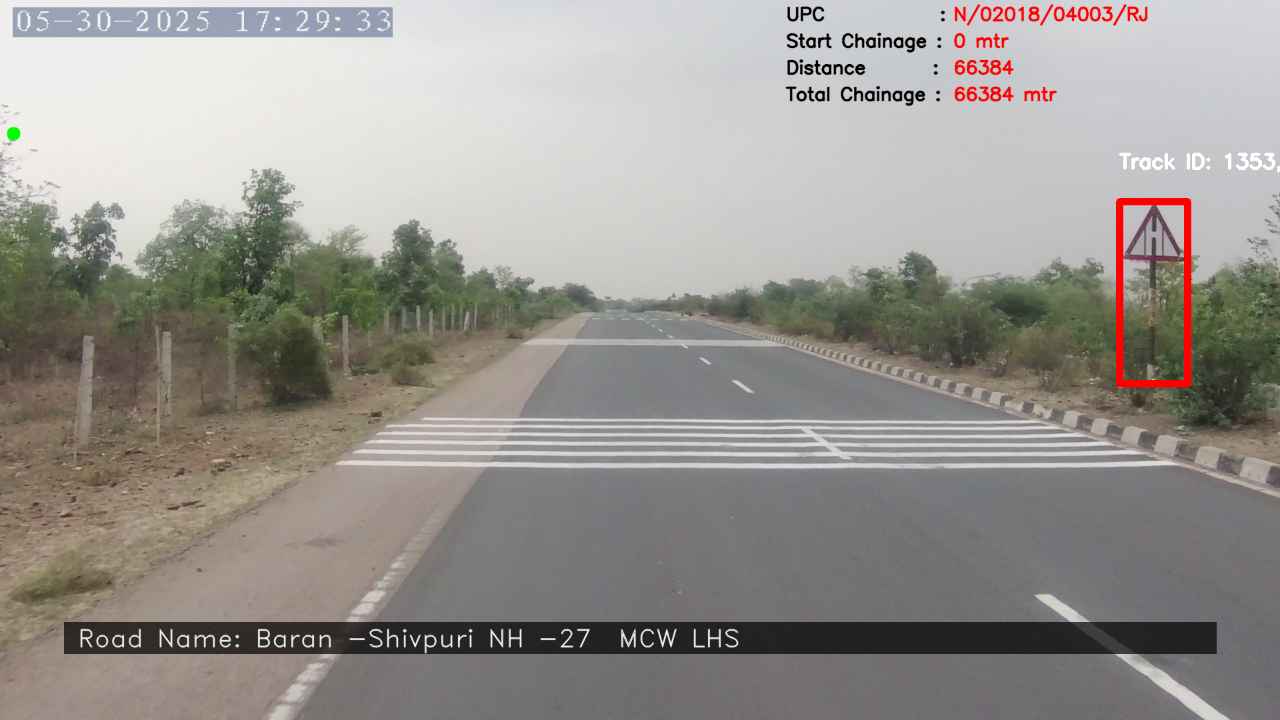 05-30-2025 17:29:33
UPC : N/02018/04003/RJ
Start Chainage : 0 mtr
Distance : 66384
Total Chainage : 66384 mtr
Track ID: 1353,
Road Name: Baran -Shivpuri NH -27 MCW LHS